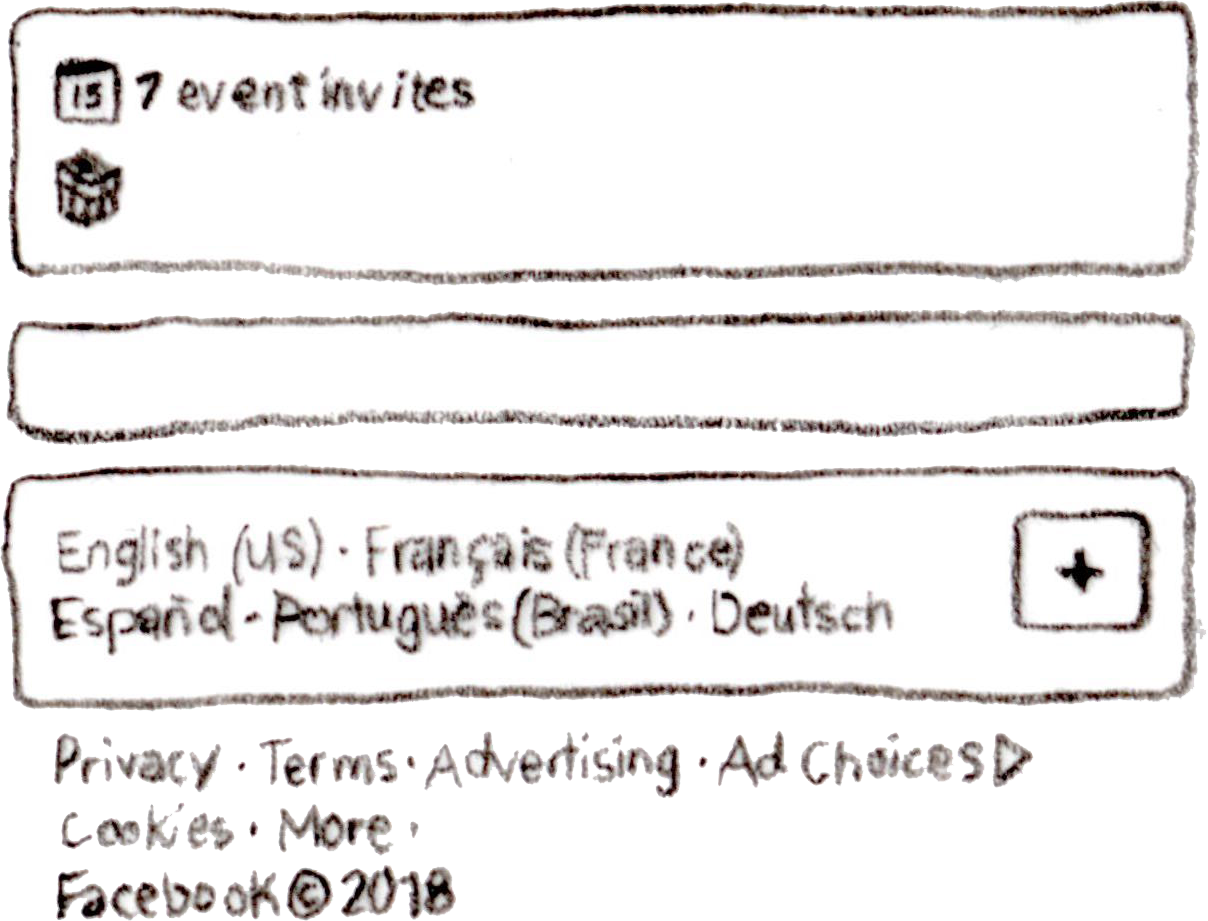 15 7 event invites
English (US) · Français (France)
Español · Português (Brasil) · Deutsch
Privacy · Terms · Advertising · Ad Choices
Cookies · More ·
Facebook © 2018